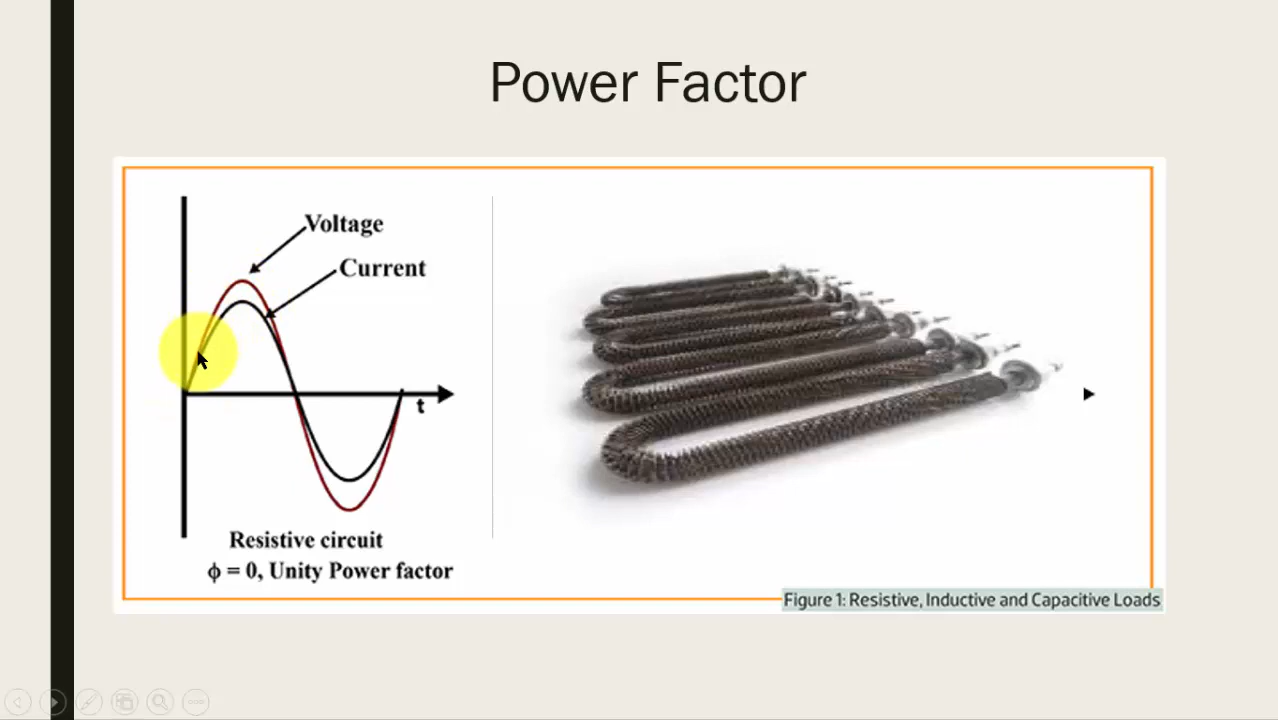 Power Factor
Voltage
Current
t
Resistive circuit
ϕ = 0, Unity Power factor
Figure 1: Resistive, Inductive and Capacitive Loads